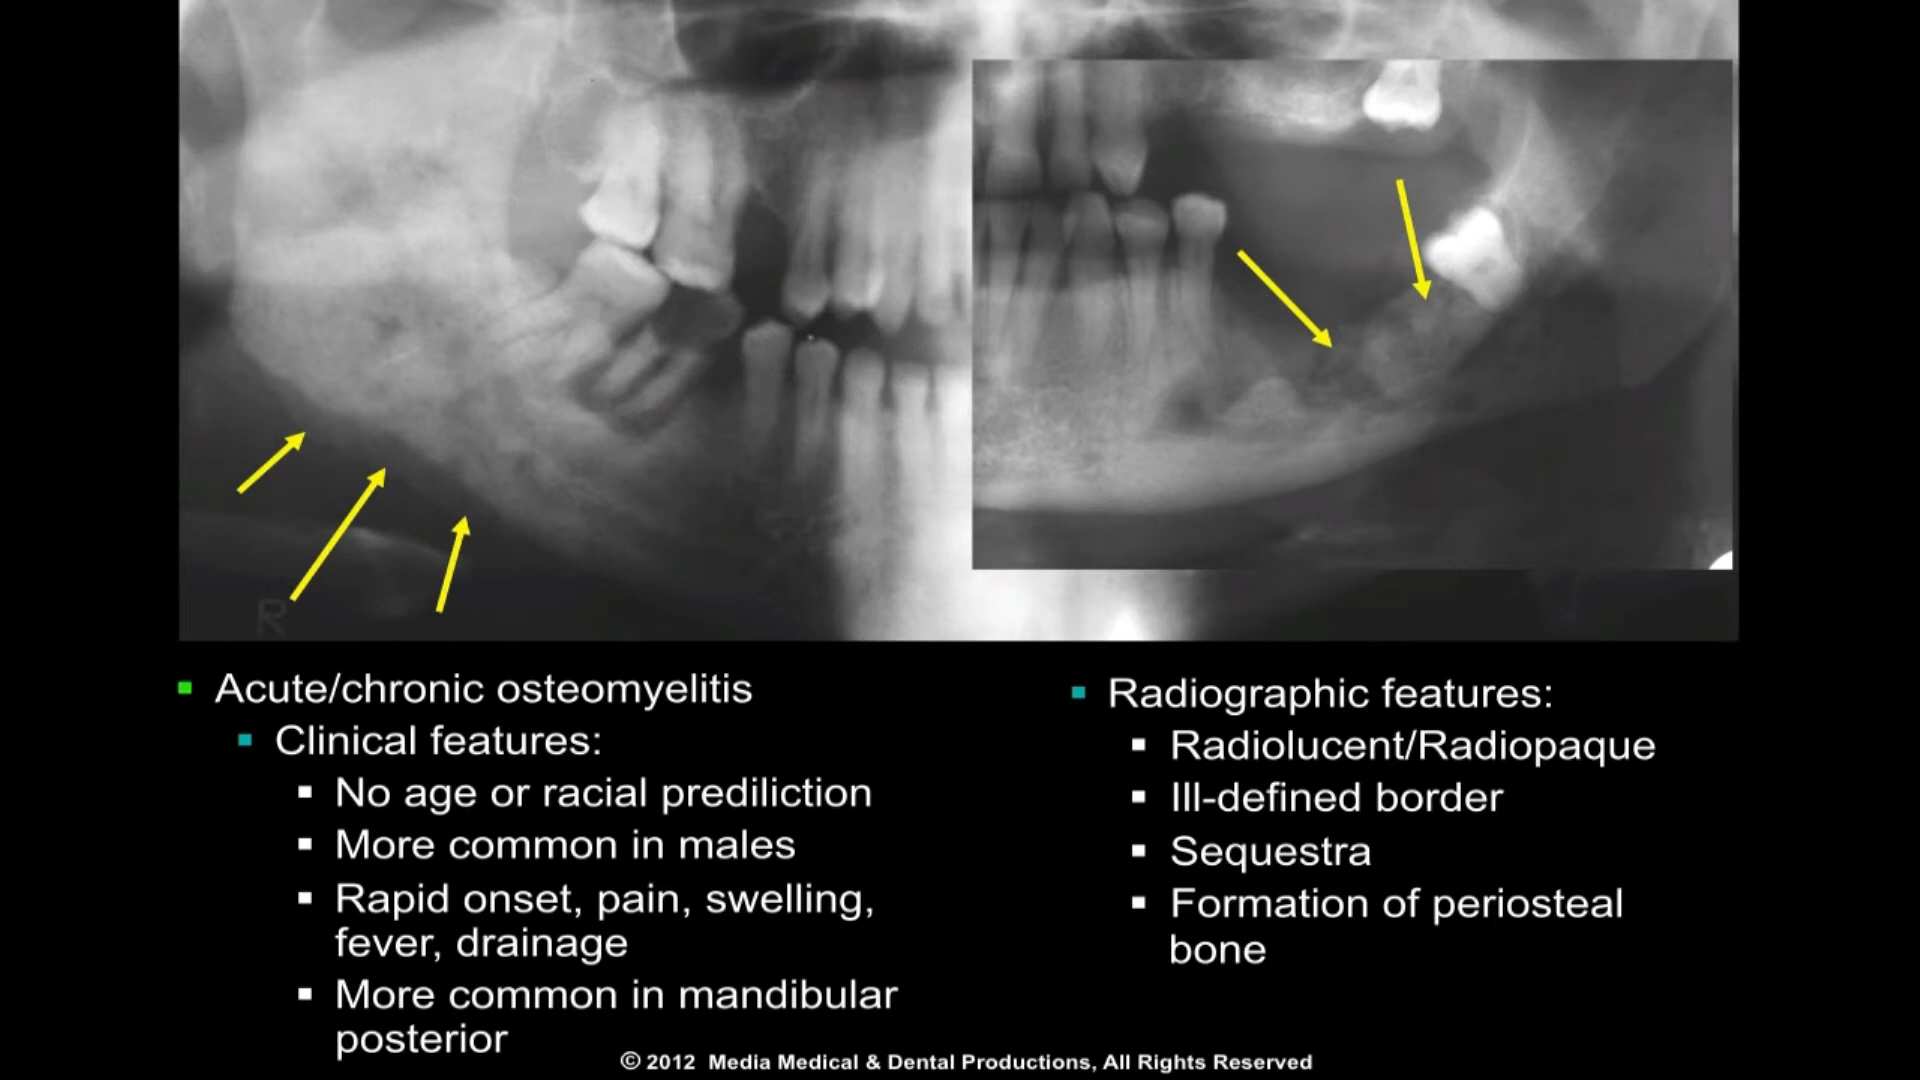 R
Acute/chronic osteomyelitis
Clinical features:
No age or racial prediliction
More common in males
Rapid onset, pain, swelling,
fever, drainage
More common in mandibular
posterior
Radiographic features:
Radiolucent/Radiopaque
Ill-defined border
Sequestra
Formation of periosteal
bone
© 2012 Media Medical & Dental Productions, All Rights Reserved